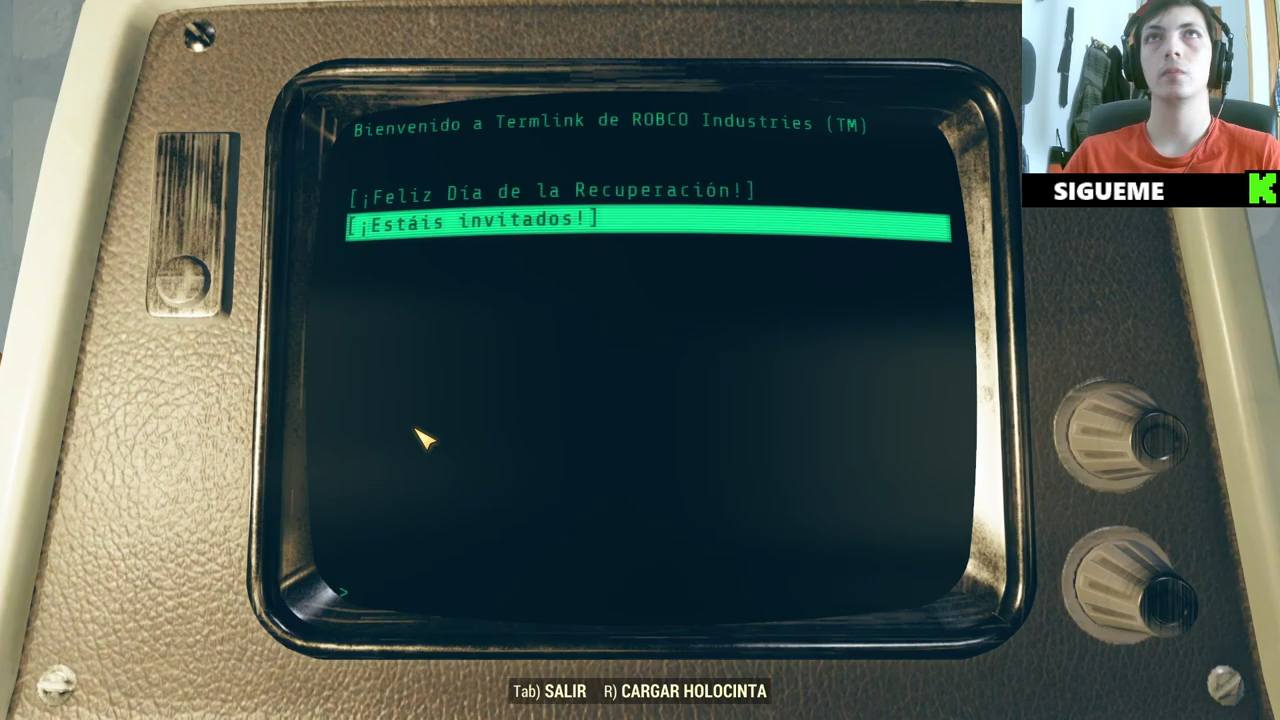 Bienvenido a Termlink de ROBCO Industries (TM)
[¡Feliz Día de la Recuperación!]
[¡Estáis invitados!]
>
SIGUEME
Tab) SALIR R) CARGAR HOLOCINTA